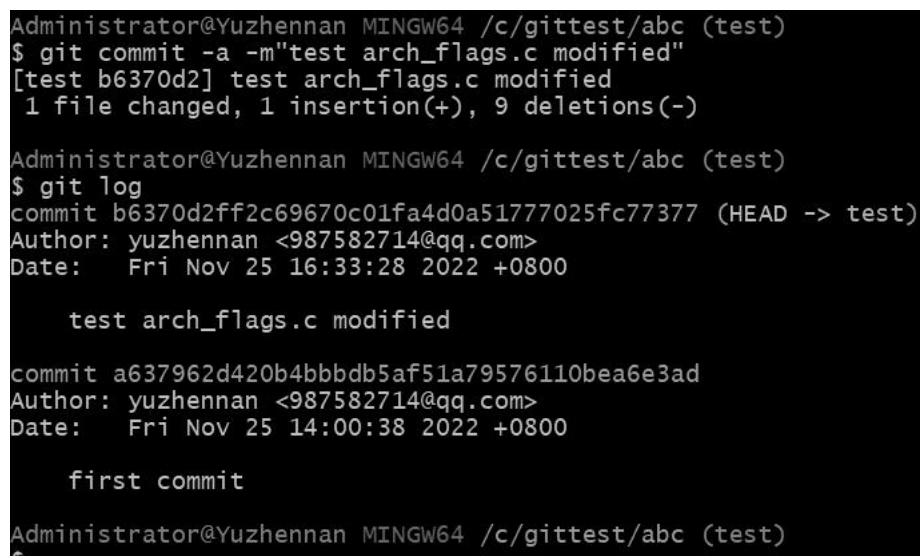 Administrator@Yuzhennan MINGW64 /c/gittest/abc (test)
$ git commit -a -m"test arch_flags.c modified"
[test b6370d2] test arch_flags.c modified
 1 file changed, 1 insertion(+), 9 deletions(-)

Administrator@Yuzhennan MINGW64 /c/gittest/abc (test)
$ git log
commit b6370d2ff2c69670c01fa4d0a51777025fc77377 (HEAD -> test)
Author: yuzhennan <987582714@qq.com>
Date:   Fri Nov 25 16:33:28 2022 +0800

    test arch_flags.c modified

commit a637962d420b4bbbdb5af51a79576110bea6e3ad
Author: yuzhennan <987582714@qq.com>
Date:   Fri Nov 25 14:00:38 2022 +0800

    first commit

Administrator@Yuzhennan MINGW64 /c/gittest/abc (test)
$